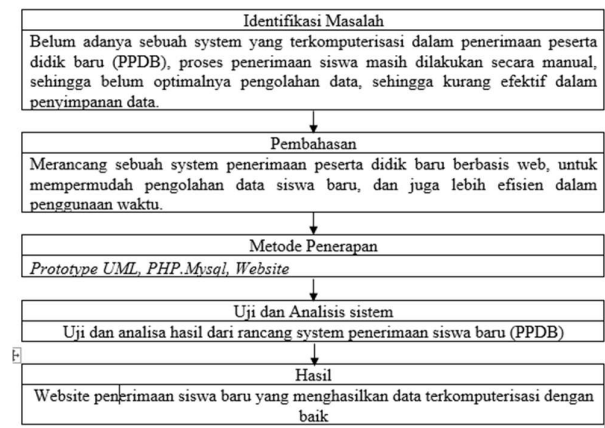 Identifikasi Masalah
Belum adanya sebuah system yang terkomputerisasi dalam penerimaan peserta
didik baru (PPDB), proses penerimaan siswa masih dilakukan secara manual,
sehingga belum optimalnya pengolahan data, sehingga kurang efektif dalam
penyimpanan data.
Pembahasan
Merancang sebuah system penerimaan peserta didik baru berbasis web, untuk
mempermudah pengolahan data siswa baru, dan juga lebih efisien dalam
penggunaan waktu.
Metode Penerapan
Prototype UML, PHP.Mysql, Website
Uji dan Analisis sistem
Uji dan analisa hasil dari rancang system penerimaan siswa baru (PPDB)
Hasil
Website penerimaan siswa baru yang menghasilkan data terkomputerisasi dengan
baik